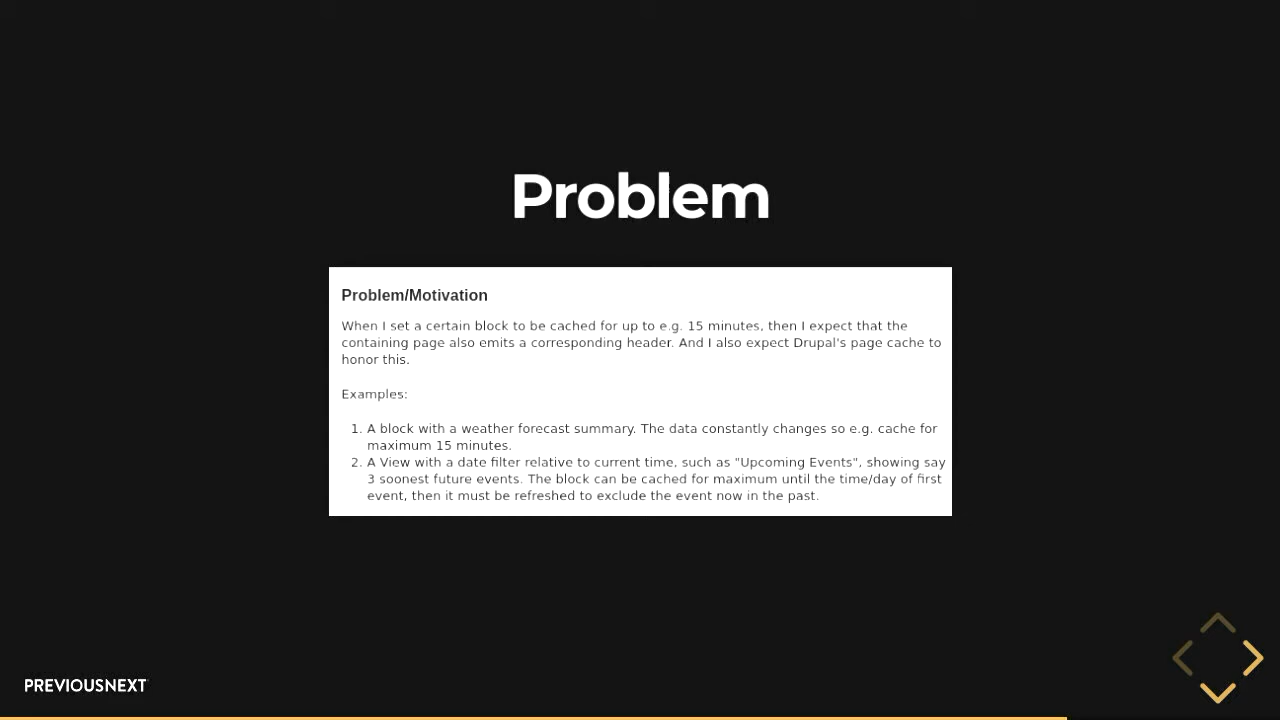 Problem
Problem/Motivation
When I set a certain block to be cached for up to e.g. 15 minutes, then I expect that the
containing page also emits a corresponding header. And I also expect Drupal's page cache to
honor this.
Examples:
1. A block with a weather forecast summary. The data constantly changes so e.g. cache for
maximum 15 minutes.
2. A View with a date filter relative to current time, such as "Upcoming Events", showing say
3 soonest future events. The block can be cached for maximum until the time/day of first
event, then it must be refreshed to exclude the event now in the past.
PREVIOUSNEXT